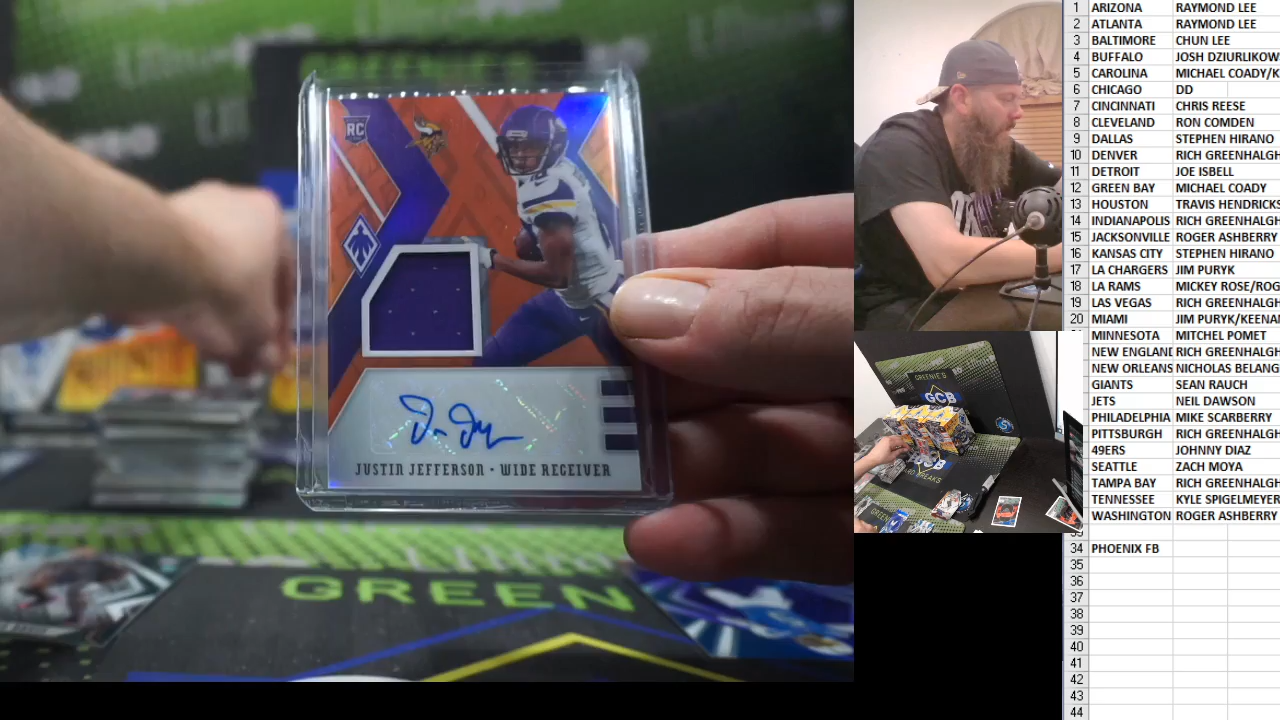 RC
JUSTIN JEFFERSON • WIDE RECEIVER
GREEN
GREENIE'S
GCB
1 ARIZONA RAYMOND LEE
2 ATLANTA RAYMOND LEE
3 BALTIMORE CHUN LEE
4 BUFFALO JOSH DZIURLIKOW
5 CAROLINA MICHAEL COADY/K
6 CHICAGO DD
7 CINCINNATI CHRIS REESE
8 CLEVELAND RON COMDEN
9 DALLAS STEPHEN HIRANO
10 DENVER RICH GREENHALGH
11 DETROIT JOE ISBELL
12 GREEN BAY MICHAEL COADY
13 HOUSTON TRAVIS HENDRICKS
14 INDIANAPOLIS RICH GREENHALGH
15 JACKSONVILLE ROGER ASHBERRY
16 KANSAS CITY STEPHEN HIRANO
17 LA CHARGERS JIM PURYK
18 LA RAMS MICKEY ROSE/ROG
19 LAS VEGAS RICH GREENHALGH
20 MIAMI JIM PURYK/KEENAN
MINNESOTA MITCHEL POMET
NEW ENGLAND RICH GREENHALGH
NEW ORLEANS NICHOLAS BELANG
GIANTS SEAN RAUCH
JETS NEIL DAWSON
PHILADELPHIA MIKE SCARBERRY
PITTSBURGH RICH GREENHALGH
49ERS JOHNNY DIAZ
SEATTLE ZACH MOYA
TAMPA BAY RICH GREENHALGH
TENNESSEE KYLE SPIGELMEYER
WASHINGTON ROGER ASHBERRY
34 PHOENIX FB
35
36
37
38
39
40
41
42
43
44